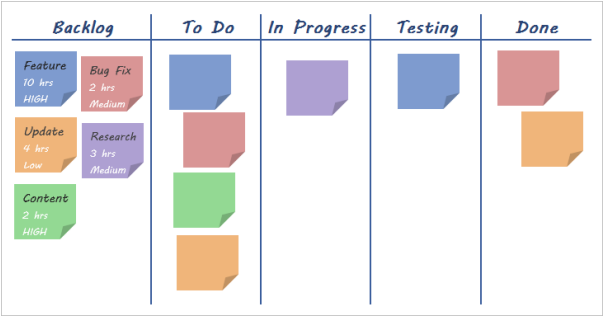 Backlog
To Do
In Progress
Testing
Done
Feature
10 hrs
HIGH
Bug Fix
2 hrs
Medium
Update
4 hrs
Low
Research
3 hrs
Medium
Content
2 hrs
HIGH